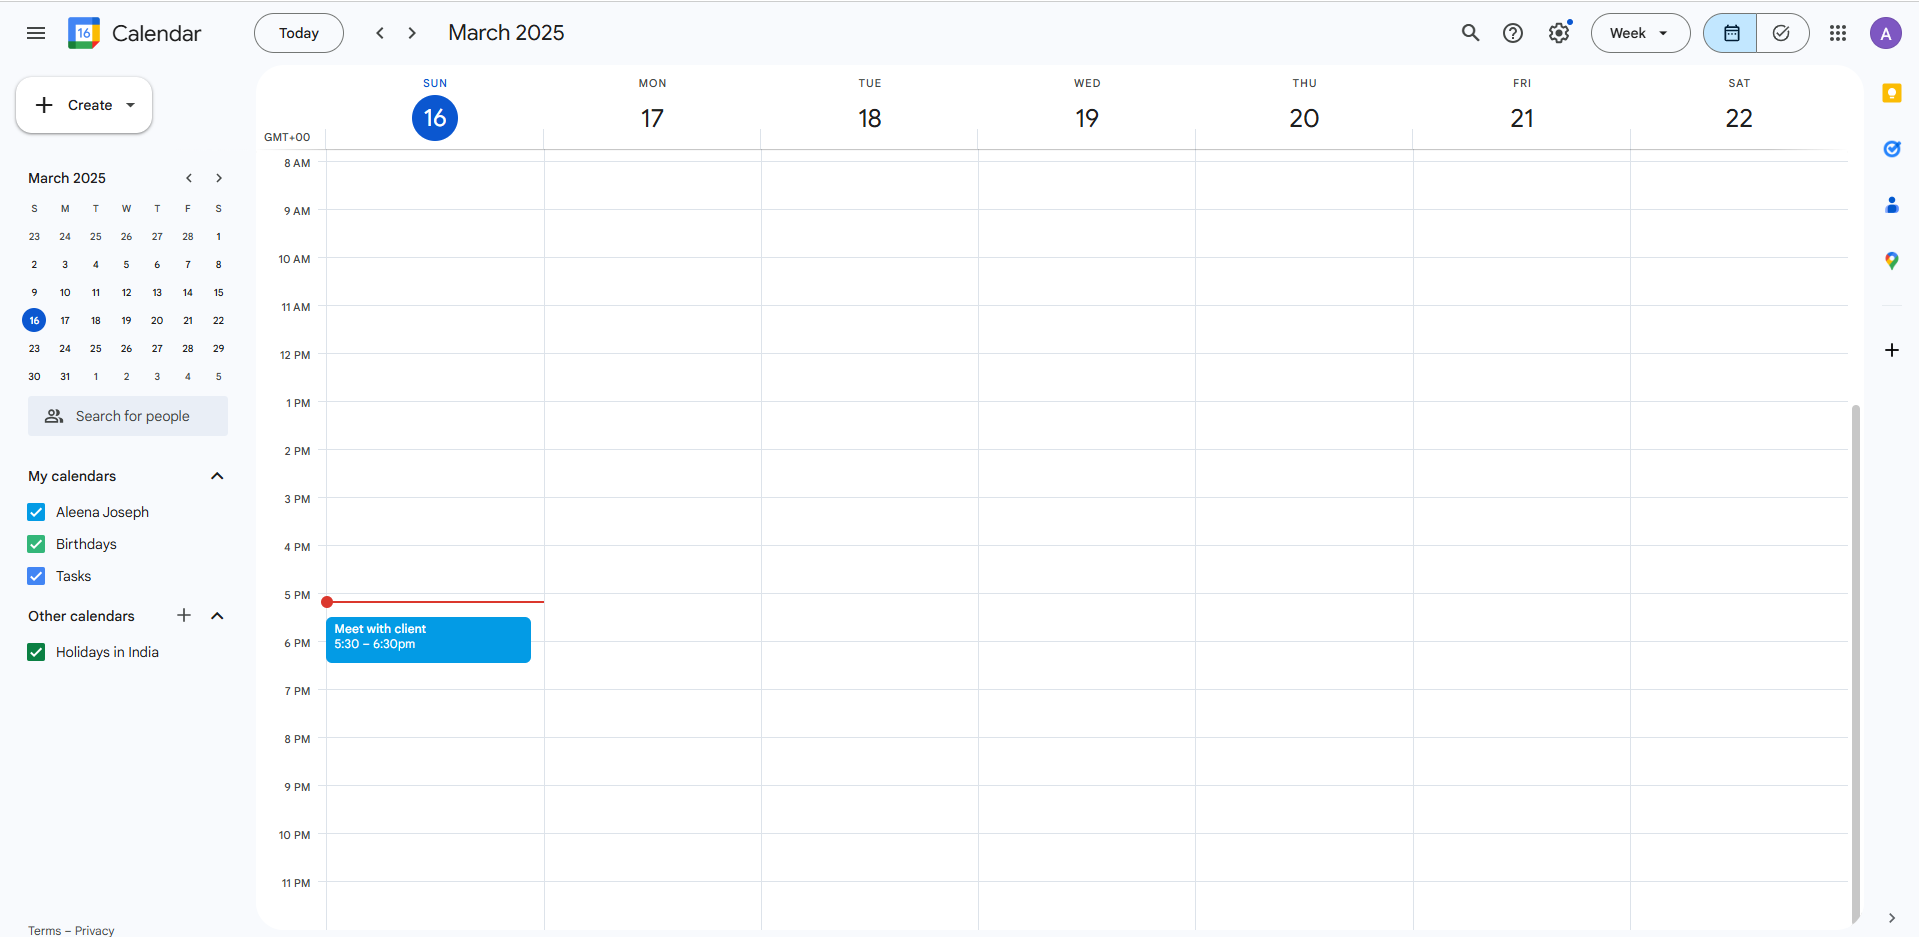 16 Calendar Today March 2025 Week A
Create
SUN MON TUE WED THU FRI SAT
16 17 18 19 20 21 22
GMT+00
March 2025
S M T W T F S
23 24 25 26 27 28 1
2 3 4 5 6 7 8
9 10 11 12 13 14 15
16 17 18 19 20 21 22
23 24 25 26 27 28 29
30 31 1 2 3 4 5
Search for people
My calendars
Aleena Joseph
Birthdays
Tasks
Other calendars
Holidays in India
Terms – Privacy
8 AM
9 AM
10 AM
11 AM
12 PM
1 PM
2 PM
3 PM
4 PM
5 PM
Meet with client
5:30 – 6:30pm
6 PM
7 PM
8 PM
9 PM
10 PM
11 PM